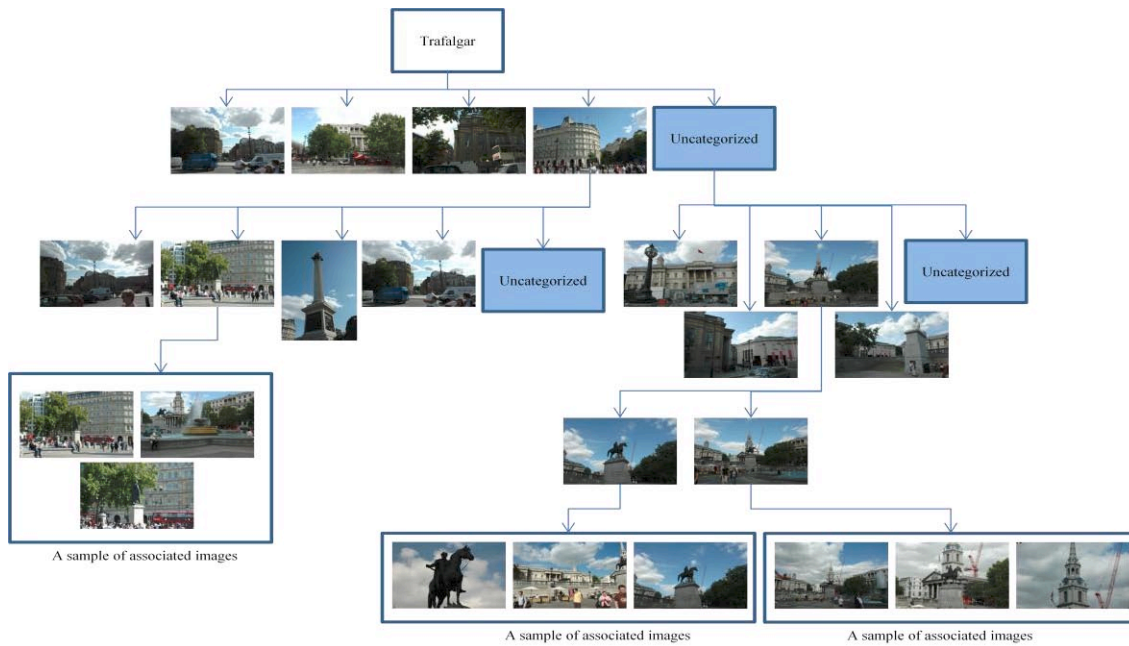 Trafalgar
Uncategorized
Uncategorized
Uncategorized
A sample of associated images
A sample of associated images
A sample of associated images